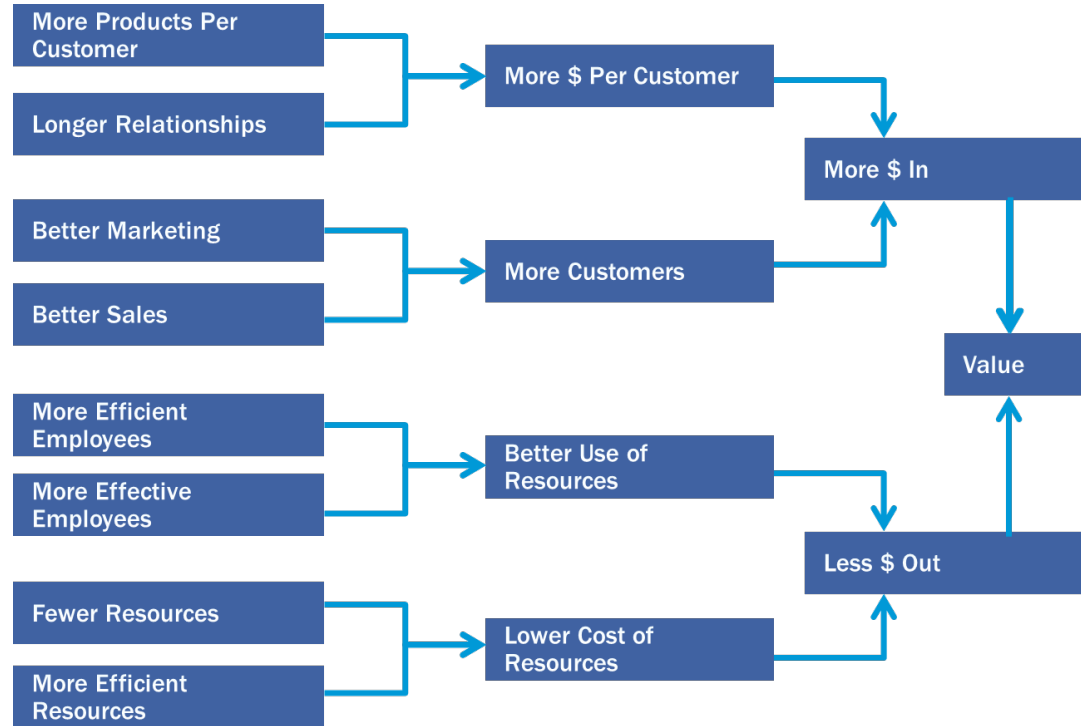 More Products Per
Customer
Longer Relationships
More $ Per Customer
More $ In
Better Marketing
Better Sales
More Customers
Value
More Efficient
Employees
More Effective
Employees
Better Use of
Resources
Less $ Out
Fewer Resources
More Efficient
Resources
Lower Cost of
Resources